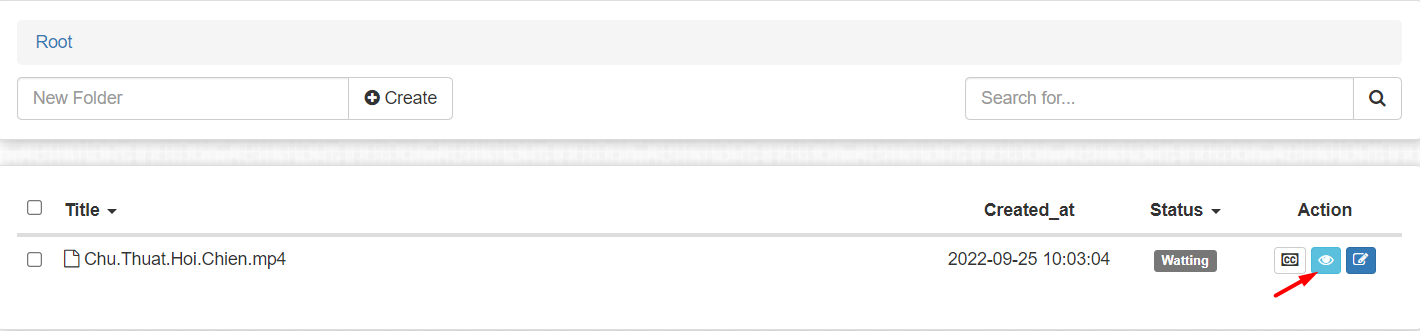 Root
New Folder Create Search for...
Title Created_at Status Action
Chu.Thuat.Hoi.Chien.mp4 2022-09-25 10:03:04 Watting CC